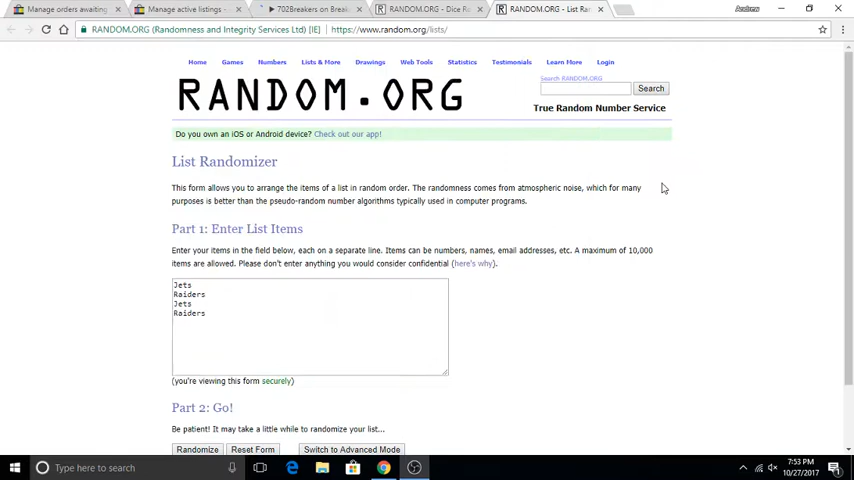 Manage orders awaiting
Manage active listings -
702Breakers on Break
RANDOM.ORG - Dice R
RANDOM.ORG - List Ran
Andrew
RANDOM.ORG (Randomness and Integrity Services Ltd) [IE]
https://www.random.org/lists/
Home Games Numbers Lists & More Drawings Web Tools Statistics Testimonials Learn More Login
RANDOM.ORG
Search RANDOM.ORG
Search
True Random Number Service
Do you own an iOS or Android device? Check out our app!
List Randomizer
This form allows you to arrange the items of a list in random order. The randomness comes from atmospheric noise, which for many
purposes is better than the pseudo-random number algorithms typically used in computer programs.
Part 1: Enter List Items
Enter your items in the field below, each on a separate line. Items can be numbers, names, email addresses, etc. A maximum of 10,000
items are allowed. Please don't enter anything you would consider confidential (here's why).
Jets
Raiders
Jets
Raiders
(you're viewing this form securely)
Part 2: Go!
Be patient! It may take a little while to randomize your list...
Randomize Reset Form Switch to Advanced Mode
Type here to search
7:53 PM
10/27/2017